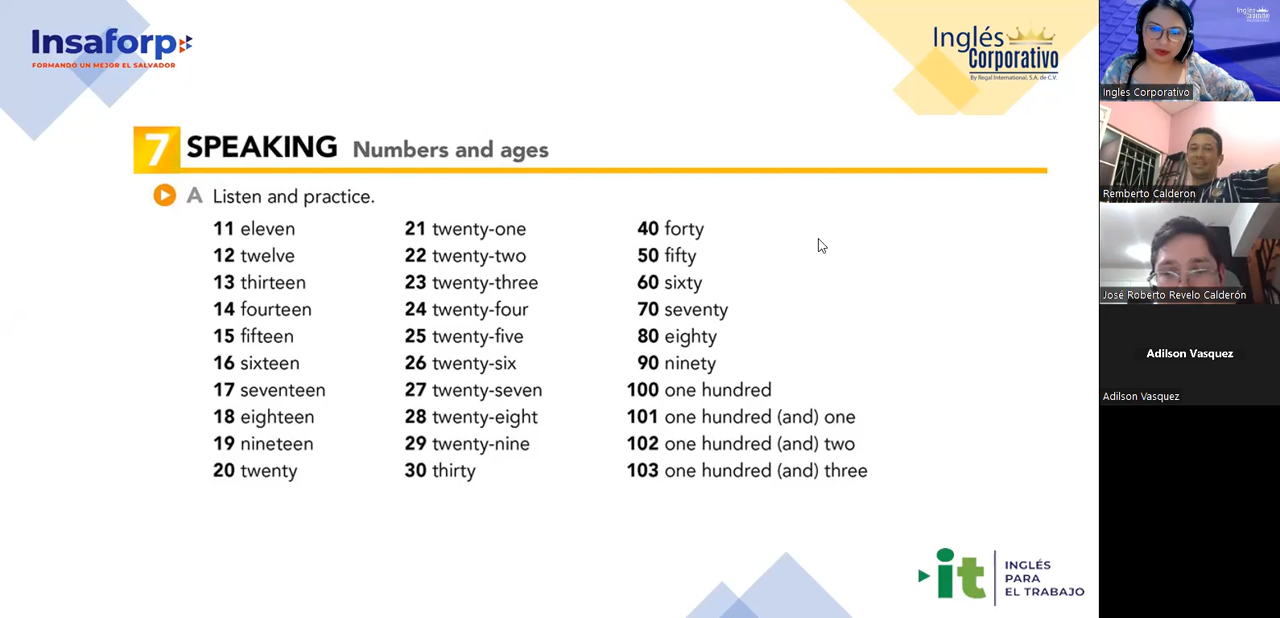 Insaforp
FORMANDO UN MEJOR EL SALVADOR
Inglés
Corporativo
By Regal International, S.A. de C.V.
7 SPEAKING Numbers and ages
A Listen and practice.
11 eleven
12 twelve
13 thirteen
14 fourteen
15 fifteen
16 sixteen
17 seventeen
18 eighteen
19 nineteen
20 twenty
21 twenty-one
22 twenty-two
23 twenty-three
24 twenty-four
25 twenty-five
26 twenty-six
27 twenty-seven
28 twenty-eight
29 twenty-nine
30 thirty
40 forty
50 fifty
60 sixty
70 seventy
80 eighty
90 ninety
100 one hundred
101 one hundred (and) one
102 one hundred (and) two
103 one hundred (and) three
it
INGLÉS
PARA
EL TRABAJO
Inglés
Ingles Corporativo
Remberto Calderon
José Roberto Revelo Calderón
Adilson Vasquez
Adilson Vasquez